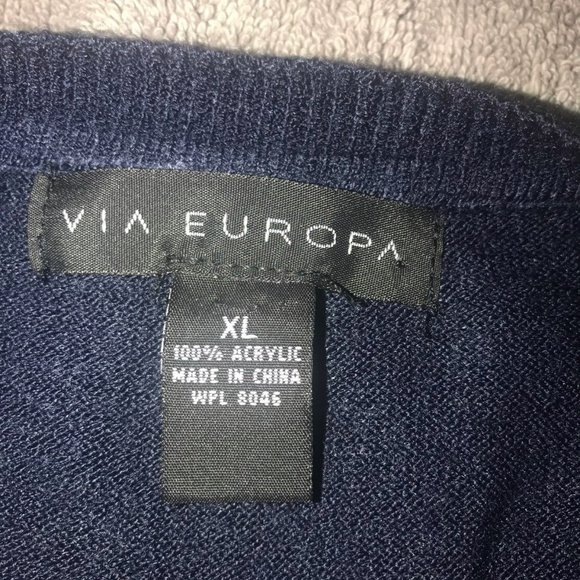 VIA EUROPA
XL
100% ACRYLIC
MADE IN CHINA
WPL 8046